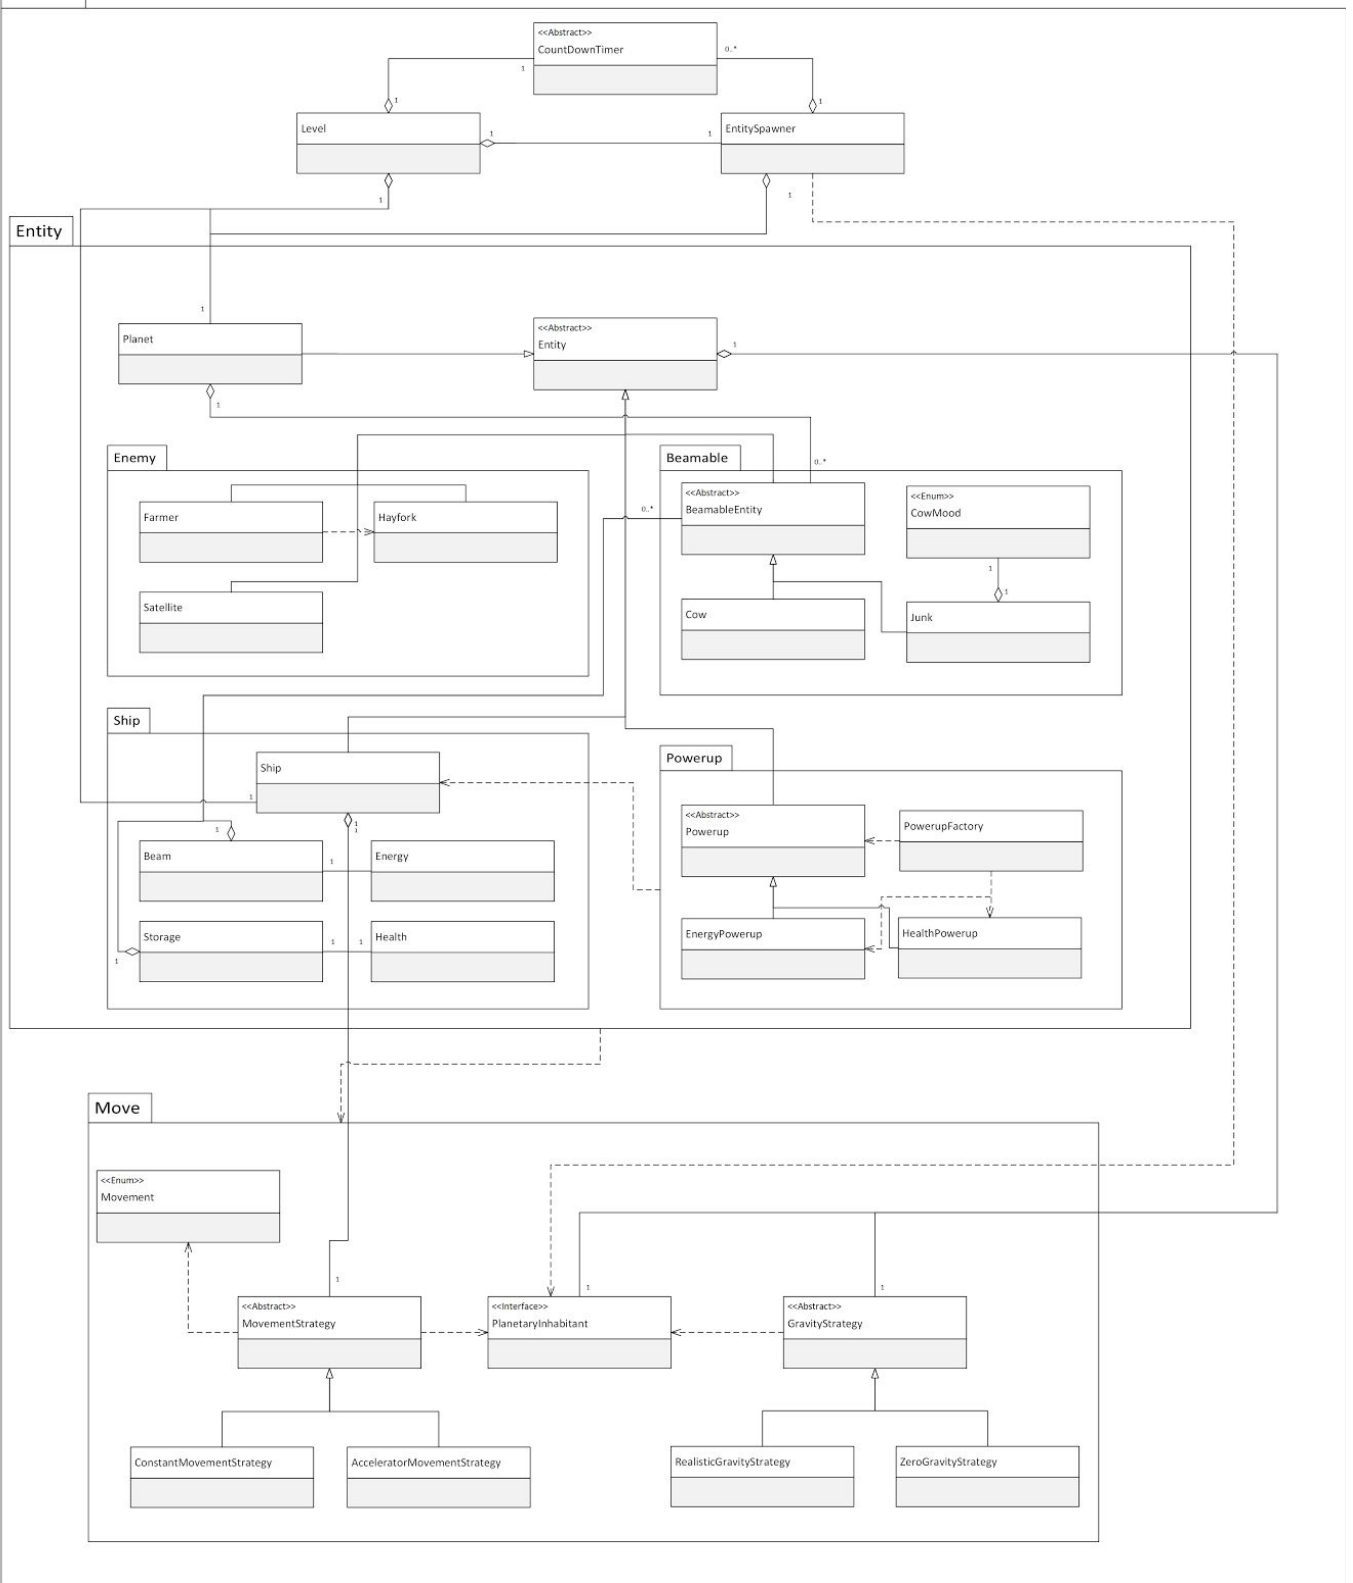 <<Abstract>>
CountDownTimer
0..*
1
1
1
Level
1
1
EntitySpawner
1
1
Entity
1
Planet
<<Abstract>>
Entity
1
1
0..*
Enemy
Farmer
Hayfork
Satellite
Beamable
0..*
<<Abstract>>
BeamableEntity
<<Enum>>
CowMood
1
1
Cow
Junk
Ship
Ship
1
1
1
1
Beam
1
Energy
Storage
1
1
Health
1
Powerup
<<Abstract>>
Powerup
PowerupFactory
EnergyPowerup
HealthPowerup
Move
<<Enum>>
Movement
1
1
1
<<Abstract>>
MovementStrategy
<<Interface>>
PlanetaryInhabitant
<<Abstract>>
GravityStrategy
ConstantMovementStrategy
AcceleratorMovementStrategy
RealisticGravityStrategy
ZeroGravityStrategy